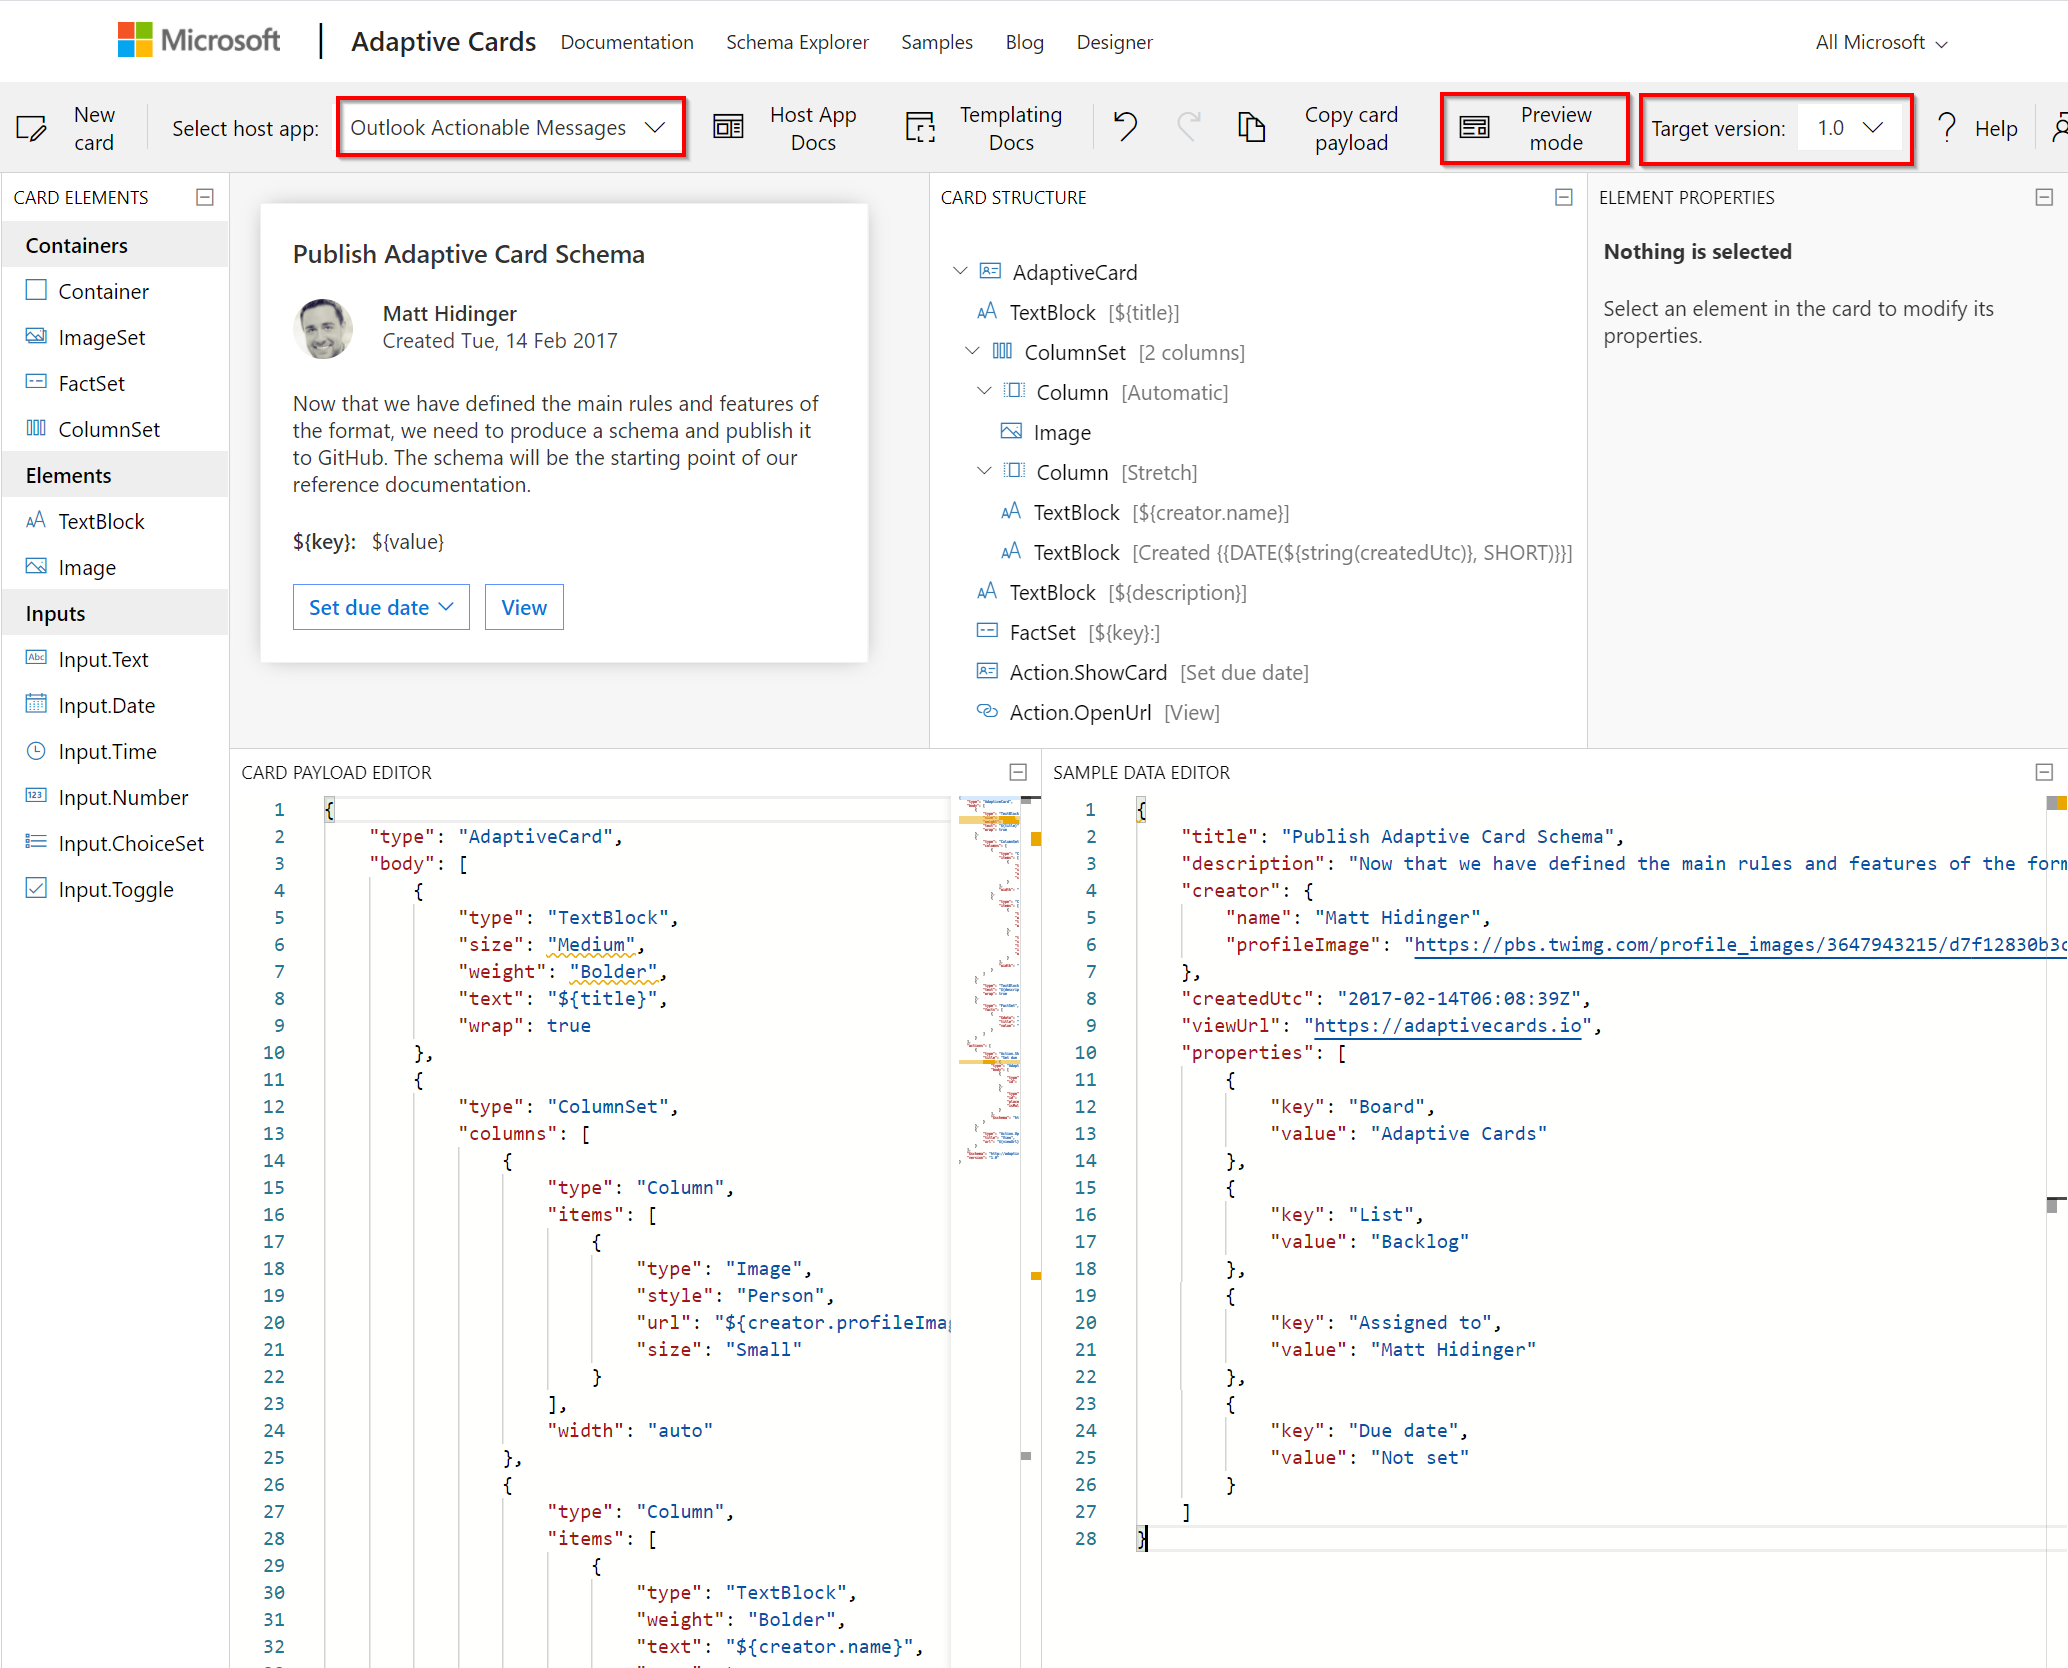 Microsoft | Adaptive Cards Documentation Schema Explorer Samples Blog Designer All Microsoft
New card
Select host app: Outlook Actionable Messages
Host App Docs
Templating Docs
Copy card payload
Preview mode
Target version: 1.0
? Help
CARD ELEMENTS
Containers
Container
ImageSet
FactSet
ColumnSet
Elements
TextBlock
Image
Inputs
Input.Text
Input.Date
Input.Time
Input.Number
Input.ChoiceSet
Input.Toggle
Publish Adaptive Card Schema
Matt Hidinger
Created Tue, 14 Feb 2017
Now that we have defined the main rules and features of
the format, we need to produce a schema and publish it
to GitHub. The schema will be the starting point of our
reference documentation.
${key}: ${value}
Set due date View
CARD STRUCTURE
AdaptiveCard
TextBlock [${title}]
ColumnSet [2 columns]
Column [Automatic]
Image
Column [Stretch]
TextBlock [${creator.name}]
TextBlock [Created {{DATE(${string(createdUtc)}, SHORT)}}]
TextBlock [${description}]
FactSet [${key}:]
Action.ShowCard [Set due date]
Action.OpenUrl [View]
ELEMENT PROPERTIES
Nothing is selected
Select an element in the card to modify its
properties.
CARD PAYLOAD EDITOR
1 {
2 "type": "AdaptiveCard",
3 "body": [
4 {
5 "type": "TextBlock",
6 "size": "Medium",
7 "weight": "Bolder",
8 "text": "${title}",
9 "wrap": true
10 },
11 {
12 "type": "ColumnSet",
13 "columns": [
14 {
15 "type": "Column",
16 "items": [
17 {
18 "type": "Image",
19 "style": "Person",
20 "url": "${creator.profileImag
21 "size": "Small"
22 }
23 ],
24 "width": "auto"
25 },
26 {
27 "type": "Column",
28 "items": [
29 {
30 "type": "TextBlock",
31 "weight": "Bolder",
32 "text": "${creator.name}",
SAMPLE DATA EDITOR
1 {
2 "title": "Publish Adaptive Card Schema",
3 "description": "Now that we have defined the main rules and features of the form
4 "creator": {
5 "name": "Matt Hidinger",
6 "profileImage": "https://pbs.twimg.com/profile_images/3647943215/d7f12830b3c
7 },
8 "createdUtc": "2017-02-14T06:08:39Z",
9 "viewUrl": "https://adaptivecards.io",
10 "properties": [
11 {
12 "key": "Board",
13 "value": "Adaptive Cards"
14 },
15 {
16 "key": "List",
17 "value": "Backlog"
18 },
19 {
20 "key": "Assigned to",
21 "value": "Matt Hidinger"
22 },
23 {
24 "key": "Due date",
25 "value": "Not set"
26 }
27 ]
28 }